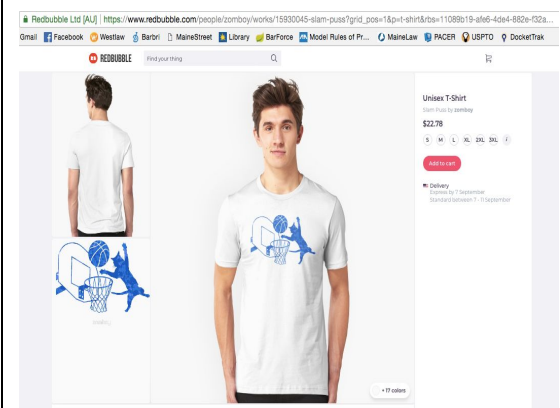 Redbubble Ltd [AU] | https://www.redbubble.com/people/zomboy/works/15930045-slam-puss?grid_pos=1&p=t-shirt&rbs=11089b19-afe6-4de4-882e-f32a...
Gmail Facebook Westlaw Barbri MaineStreet Library BarForce Model Rules of Pr... MaineLaw PACER USPTO DocketTrak
REDBUBBLE Find your thing
Unisex T-Shirt
Slam Puss by zomboy
$22.78
S M L XL 2XL 3XL
Add to cart
Delivery
Express by 7 September
Standard between 7 - 11 September
+ 17 colors